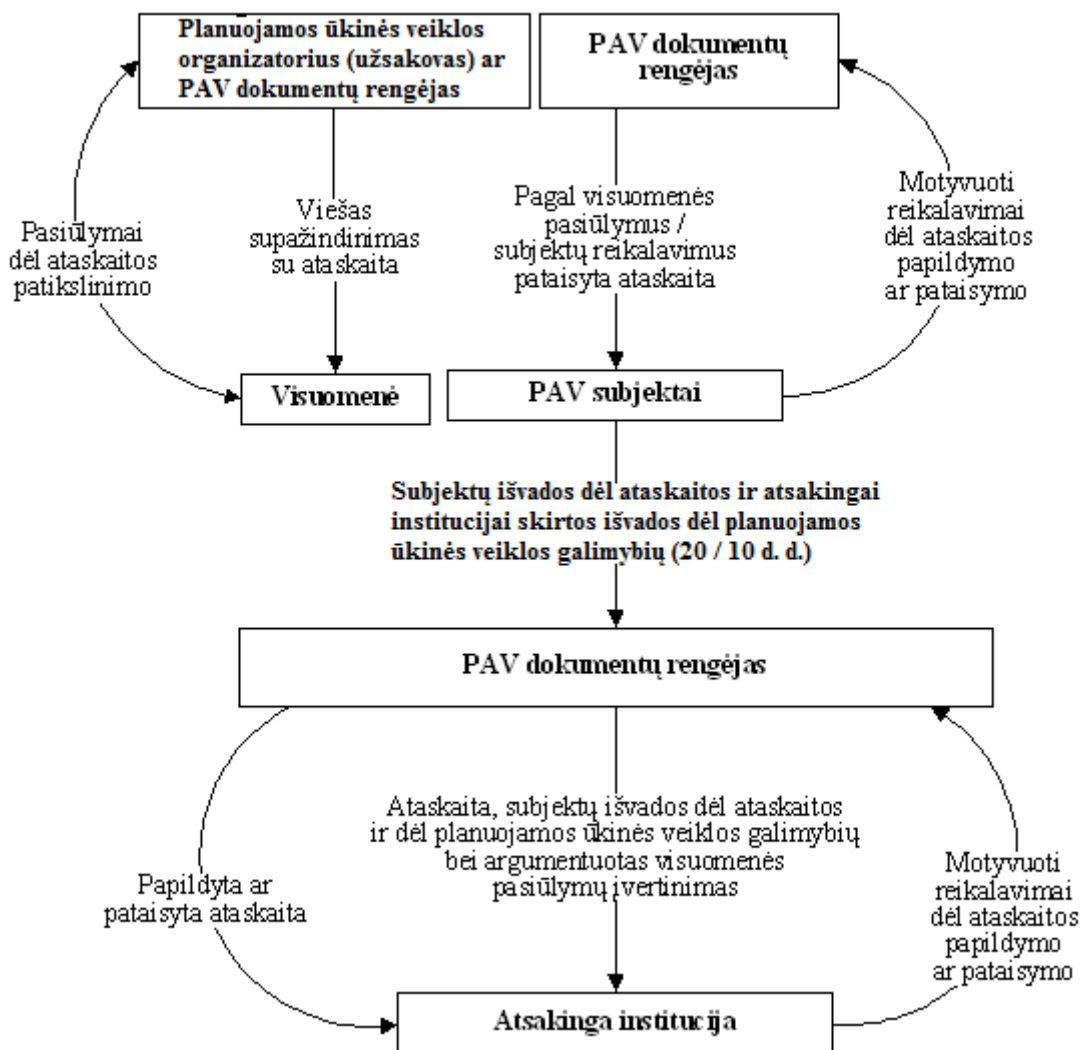 Planuojamos ūkinės veiklos
organizatorius (užsakovas) ar
PAV dokumentų rengėjas
PAV dokumentų
rengėjas
Pasiūlymai
dėl ataskaitos
patikslinimo
Viešas
supažindinimas
su ataskaita
Pagal visuomenės
pasiūlymus /
subjektų reikalavimus
pataisyta ataskaita
Motyvuoti
reikalavimai
dėl ataskaitos
papildymo
ar pataisymo
Visuomenė
PAV subjektai
Subjektų išvados dėl ataskaitos ir atsakingai
institucijai skirtos išvados dėl planuojamos
ūkinės veiklos galimybių (20 / 10 d. d.)
PAV dokumentų rengėjas
Papildyta ar
pataisyta ataskaita
Ataskaita, subjektų išvados dėl ataskaitos
ir dėl planuojamos ūkinės veiklos galimybių
bei argumentuotas visuomenės
pasiūlymų įvertinimas
Motyvuoti
reikalavimai
dėl ataskaitos
papildymo
ar pataisymo
Atsakinga institucija